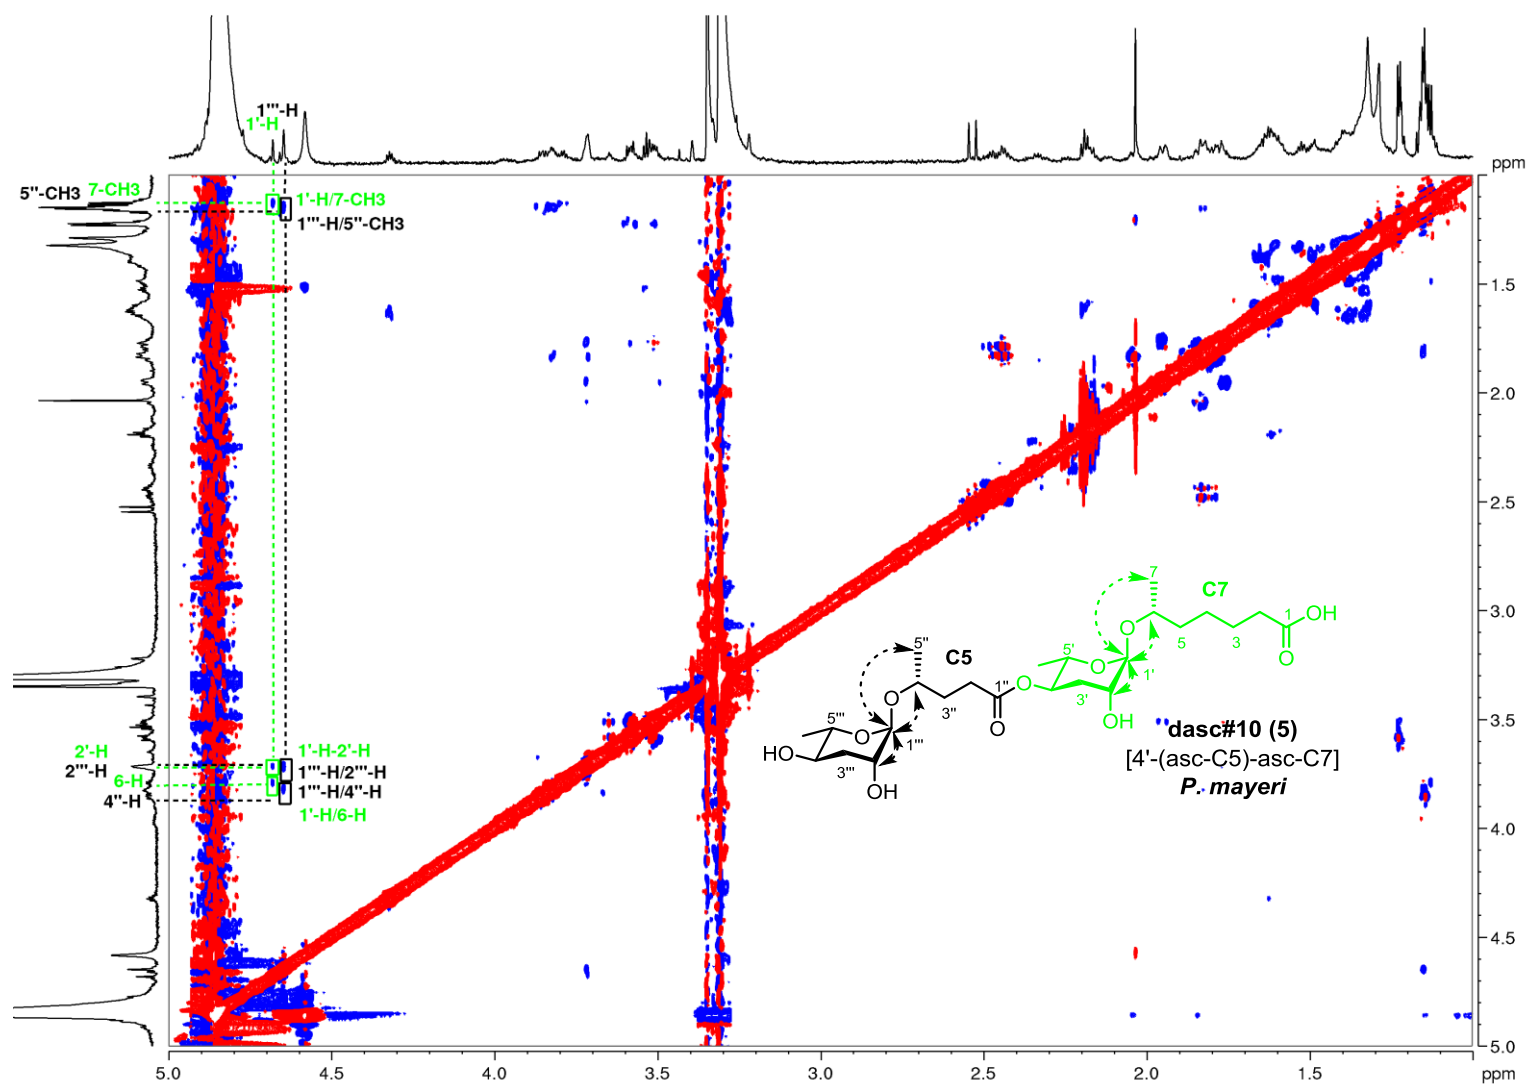 1'''-H
1'-H
ppm
5''-CH3
7-CH3
1'-H/7-CH3
1'''-H/5''-CH3
1.5
2.0
2.5
3.0
3.5
4.0
4.5
5.0
7
C7
1
OH
5
3
O
O
5''
C5
5'
O
1'
1''
O
3'
O
3''
O
OH
5'''
O
1'''
HO
3'''
OH
dasc#10 (5)
[4'-(asc-C5)-asc-C7]
P. mayeri
2'-H
2'''-H
6-H
4''-H
1'-H-2'-H
1'''-H/2'''-H
1'''-H/4''-H
1'-H/6-H
5.0 4.5 4.0 3.5 3.0 2.5 2.0 1.5 ppm